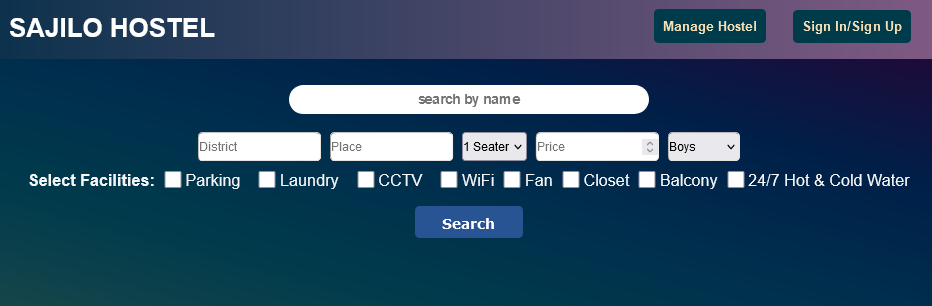 SAJILO HOSTEL Manage Hostel Sign In/Sign Up
search by name
District Place 1 Seater Price Boys
Select Facilities: Parking Laundry CCTV WiFi Fan Closet Balcony 24/7 Hot & Cold Water
Search